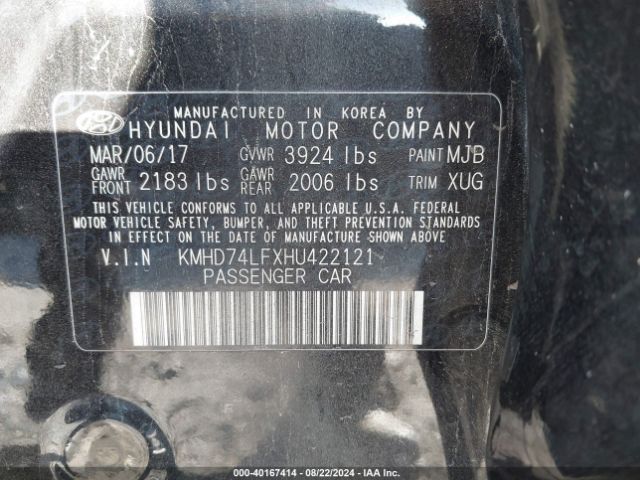 MANUFACTURED IN KOREA BY
HYUNDAI MOTOR COMPANY
MAR/06/17 GVWR 3924 lbs PAINT MJB
GAWR FRONT 2183 lbs GAWR REAR 2006 lbs TRIM XUG
THIS VEHICLE CONFORMS TO ALL APPLICABLE U.S.A. FEDERAL
MOTOR VEHICLE SAFETY, BUMPER, AND THEFT PREVENTION STANDARDS
IN EFFECT ON THE DATE OF MANUFACTURE SHOWN ABOVE
V.I.N KMHD74LFXHU422121
PASSENGER CAR
000-40167414 - 08/22/2024 - IAA Inc.